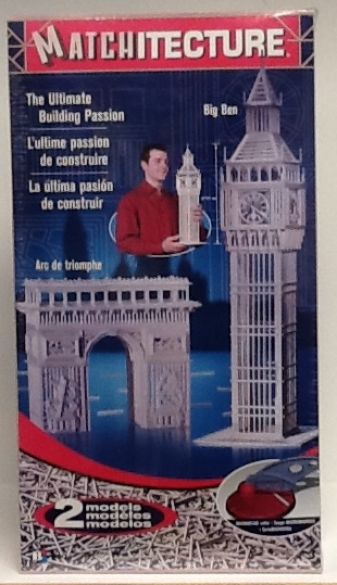 MATCHITECTURE
The Ultimate
Building Passion
L'ultime passion
de construire
La última pasión
de construir
Big Ben
Arc de triomphe
2 models
modèles
modelos